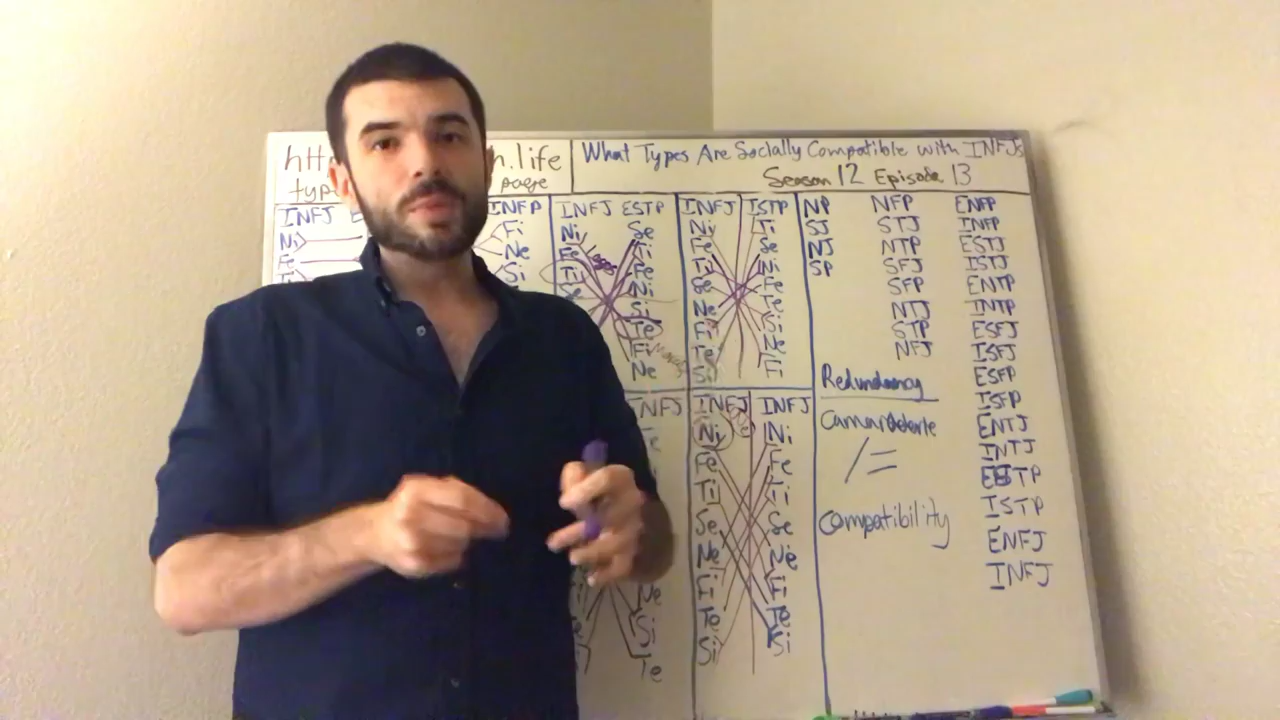 htt
h.life
typ
page
What Types Are Socially Compatible with INFJs
Season 12 Episode 13
INFJ
Ni
Fe
INFP
Fi
Ne
Si
INFJ ESTP
Ni Se
Fe Ti
Ti Fe
Se Ni
Te
Fi
Ne
INFJ ISTP
Ni Ti
Fe Se
Ti Ni
Se Fe
Ne Te
Fi Si
Te Ne
Si Fi
INFJ
Ne
Si
Te
INFJ INFJ
Ni Ni
Fe Fe
Ti Ti
Se Se
Ne Ne
Fi Fi
Te Te
Si Si
NP NFP ENFP
SJ STJ INFP
NJ NTP ESTJ
SP SFJ ISTJ
SFP ENTP
NTJ INTP
STP ESFJ
NFJ ISFJ
ESFP
ISFP
ENTJ
INTJ
ESTP
ISTP
ENFJ
INFJ
Redundancy
Camaraderie
/=
Compatibility